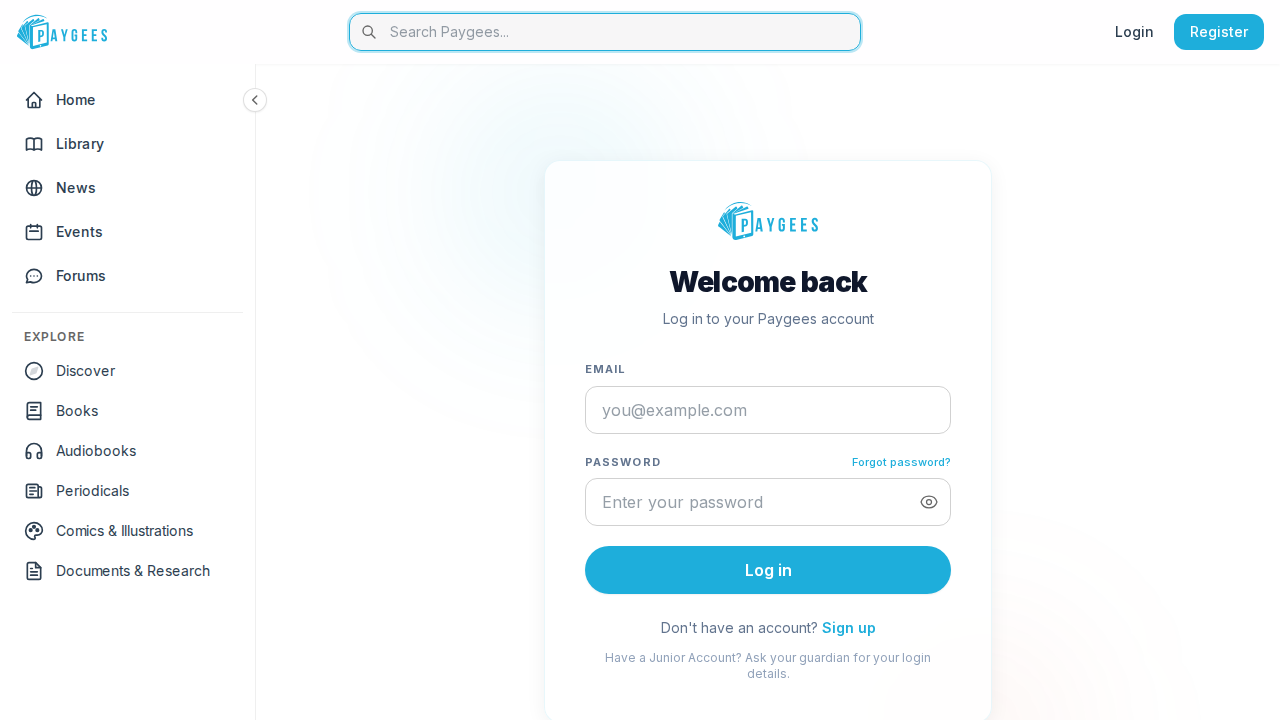 PAYGEES
Search Paygees...
Login
Register
Home
Library
News
Events
Forums
EXPLORE
Discover
Books
Audiobooks
Periodicals
Comics & Illustrations
Documents & Research
PAYGEES
Welcome back
Log in to your Paygees account
EMAIL
you@example.com
PASSWORD
Forgot password?
Enter your password
Log in
Don't have an account? Sign up
Have a Junior Account? Ask your guardian for your login
details.